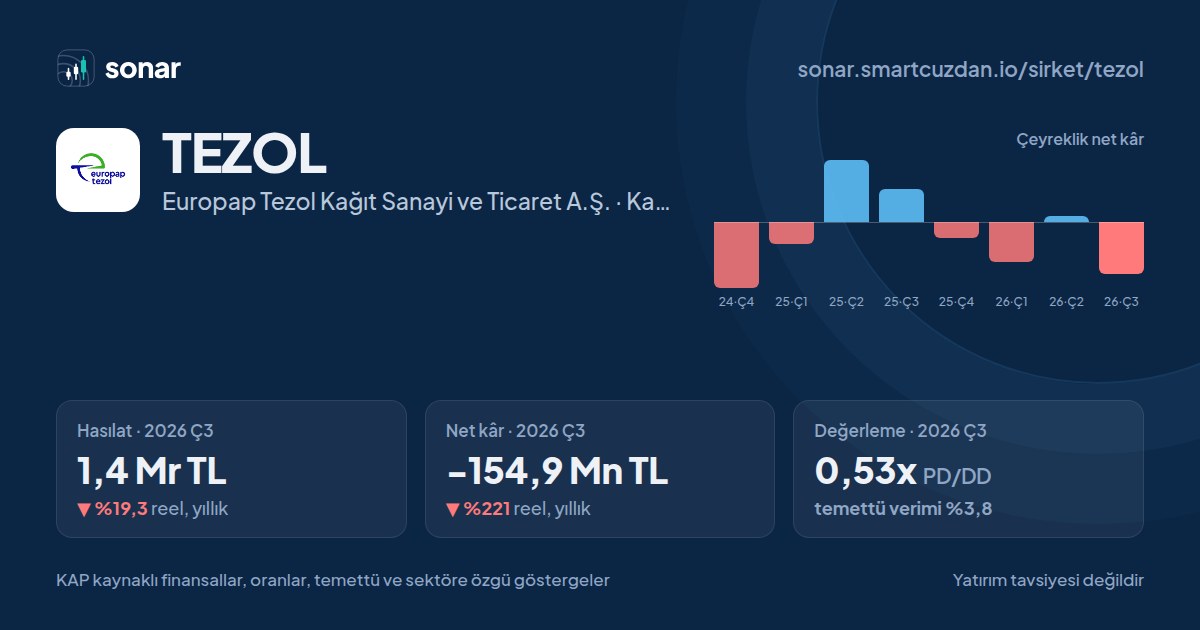 sonar
sonar.smartcuzdan.io/sirket/tezol
europap
tezol
TEZOL
Europap Tezol Kağıt Sanayi ve Ticaret A.Ş. · Ka...
Çeyreklik net kâr
24·Ç4 25·Ç1 25·Ç2 25·Ç3 25·Ç4 26·Ç1 26·Ç2 26·Ç3
Hasılat · 2026 Ç3
1,4 Mr TL
▼ %19,3 reel, yıllık
Net kâr · 2026 Ç3
−154,9 Mn TL
▼ %221 reel, yıllık
Değerleme · 2026 Ç3
0,53x PD/DD
temettü verimi %3,8
KAP kaynaklı finansallar, oranlar, temettü ve sektöre özgü göstergeler
Yatırım tavsiyesi değildir